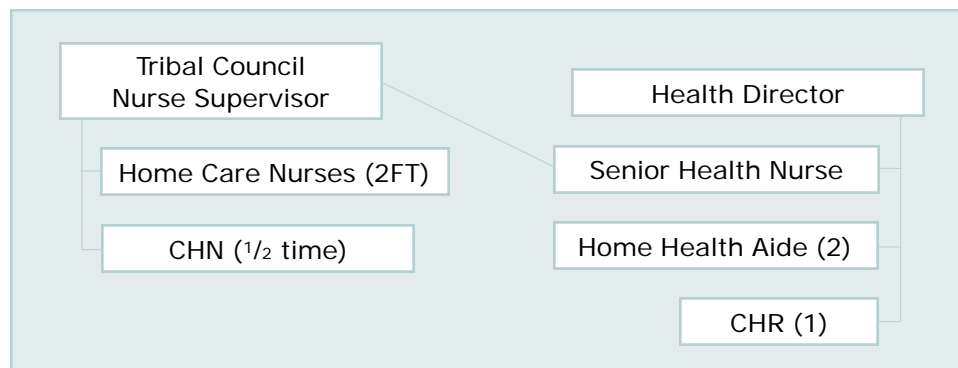 Tribal Council
Nurse Supervisor
Home Care Nurses (2FT)
CHN (1/2 time)
Health Director
Senior Health Nurse
Home Health Aide (2)
CHR (1)